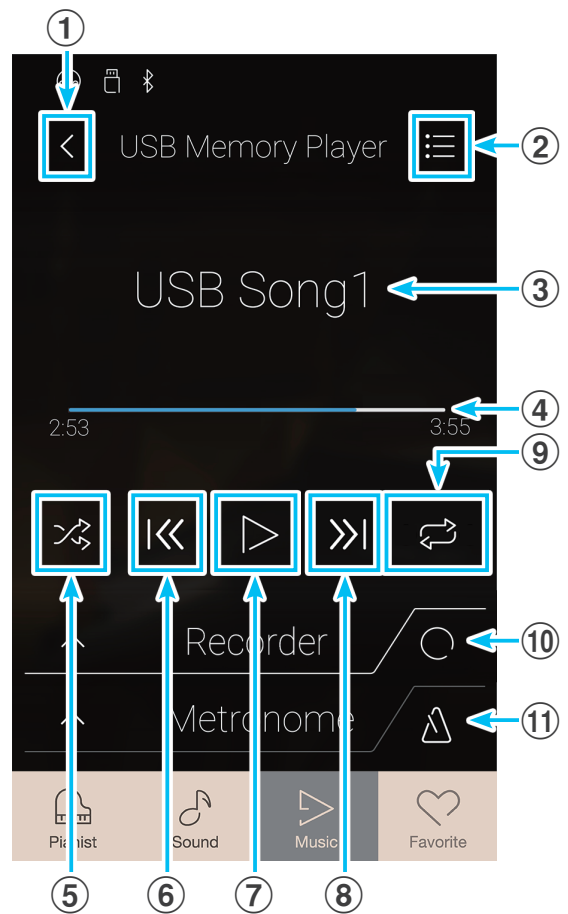 ①
USB Memory Player
②
USB Song1
③
④
2:53
3:55
⑨
Recorder
⑩
Metronome
⑪
Pianist
Sound
Music
Favorite
⑤ ⑥ ⑦ ⑧